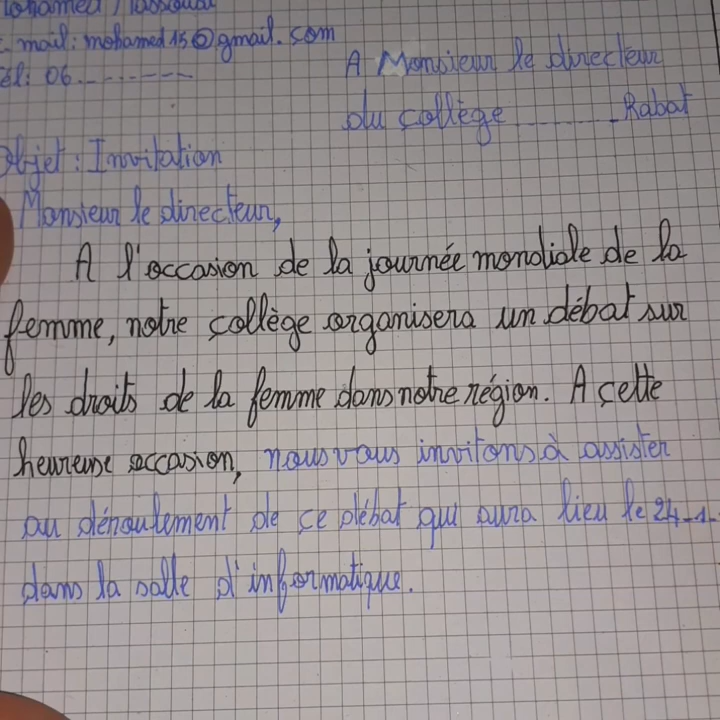 Mohamed
mail: mohamed15@gmail.com
él: 06---------
A Monsieur le directeur
du collège ........... Rabat
Objet : Invitation
Monsieur le directeur,
A l'occasion de la journée mondiale de la
femme, notre collège organisera un débat sur
les droits de la femme dans notre région. A cette
heureuse occasion, nous vous invitons à assister
au déroulement de ce débat qui aura lieu le 24-1-
dans la salle d'informatique.